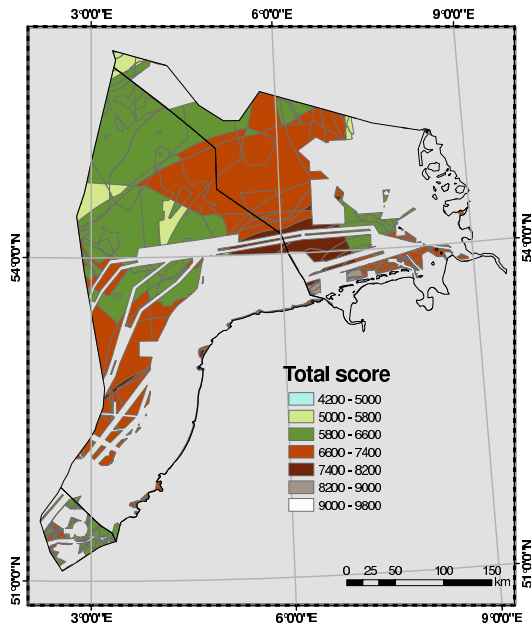 3°0'0"E 6°0'0"E 9°0'0"E
54°0'0"N 54°0'0"N
Total score
4200 - 5000
5000 - 5800
5800 - 6600
6600 - 7400
7400 - 8200
8200 - 9000
9000 - 9800
0 25 50 100 150
km
51°0'0"N 51°0'0"N
3°0'0"E 6°0'0"E 9°0'0"E